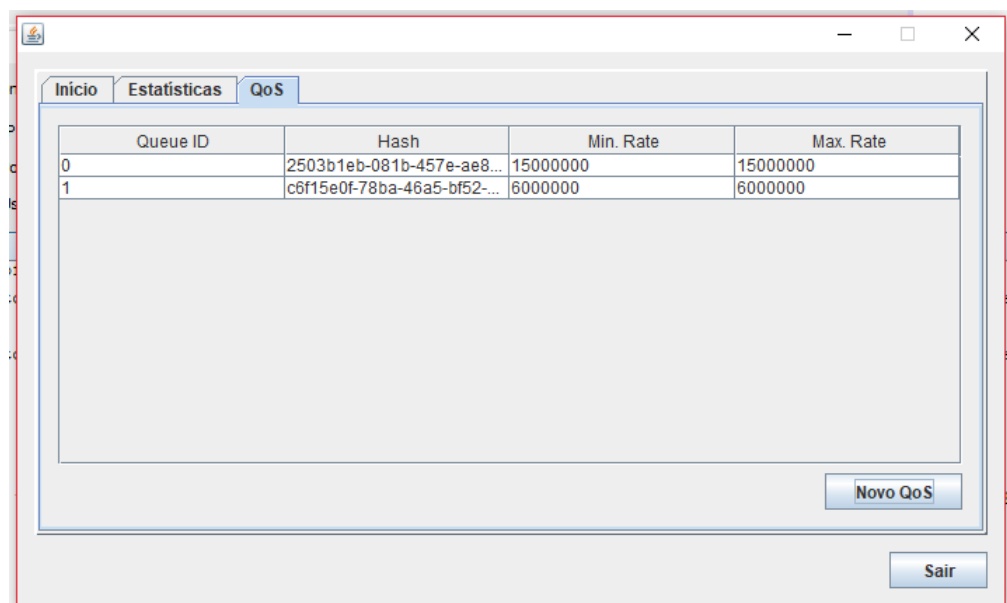 Início Estatísticas QoS
Queue ID Hash Min. Rate Max. Rate
0 2503b1eb-081b-457e-ae8... 15000000 15000000
1 c6f15e0f-78ba-46a5-bf52-... 6000000 6000000
Novo QoS
Sair